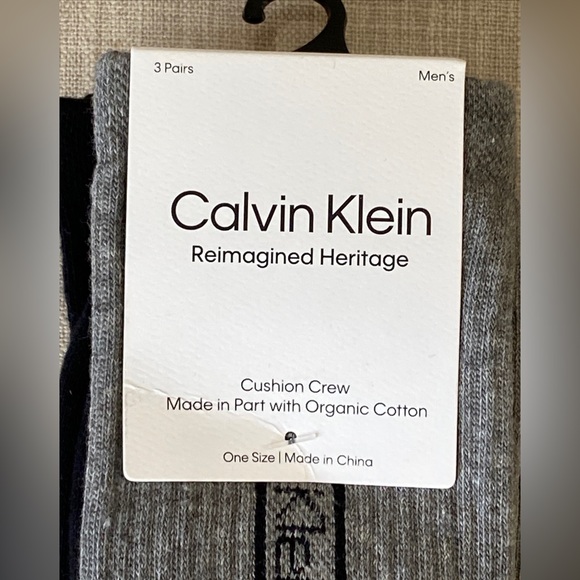 3 Pairs
Men's
Calvin Klein
Reimagined Heritage
Cushion Crew
Made in Part with Organic Cotton
One Size | Made in China
Kle